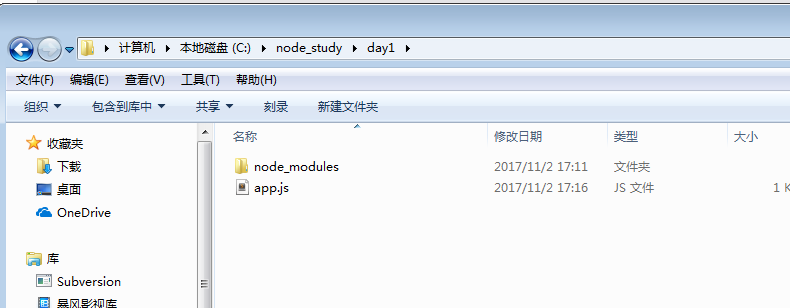 计算机 本地磁盘 (C:) node_study day1
文件(F) 编辑(E) 查看(V) 工具(T) 帮助(H)
组织 包含到库中 共享 刻录 新建文件夹
收藏夹
下载
桌面
OneDrive
库
Subversion
暴风影视库
名称 修改日期 类型 大小
node_modules 2017/11/2 17:11 文件夹
app.js 2017/11/2 17:16 JS 文件 1 K